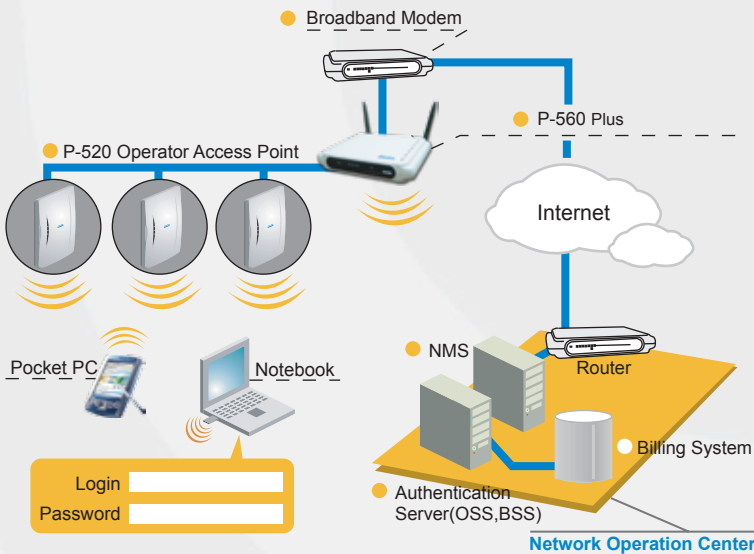 Broadband Modem
P-560 Plus
P-520 Operator Access Point
Internet
Pocket PC
Notebook
NMS
Router
Billing System
Login
Password
Authentication
Server(OSS,BSS)
Network Operation Center